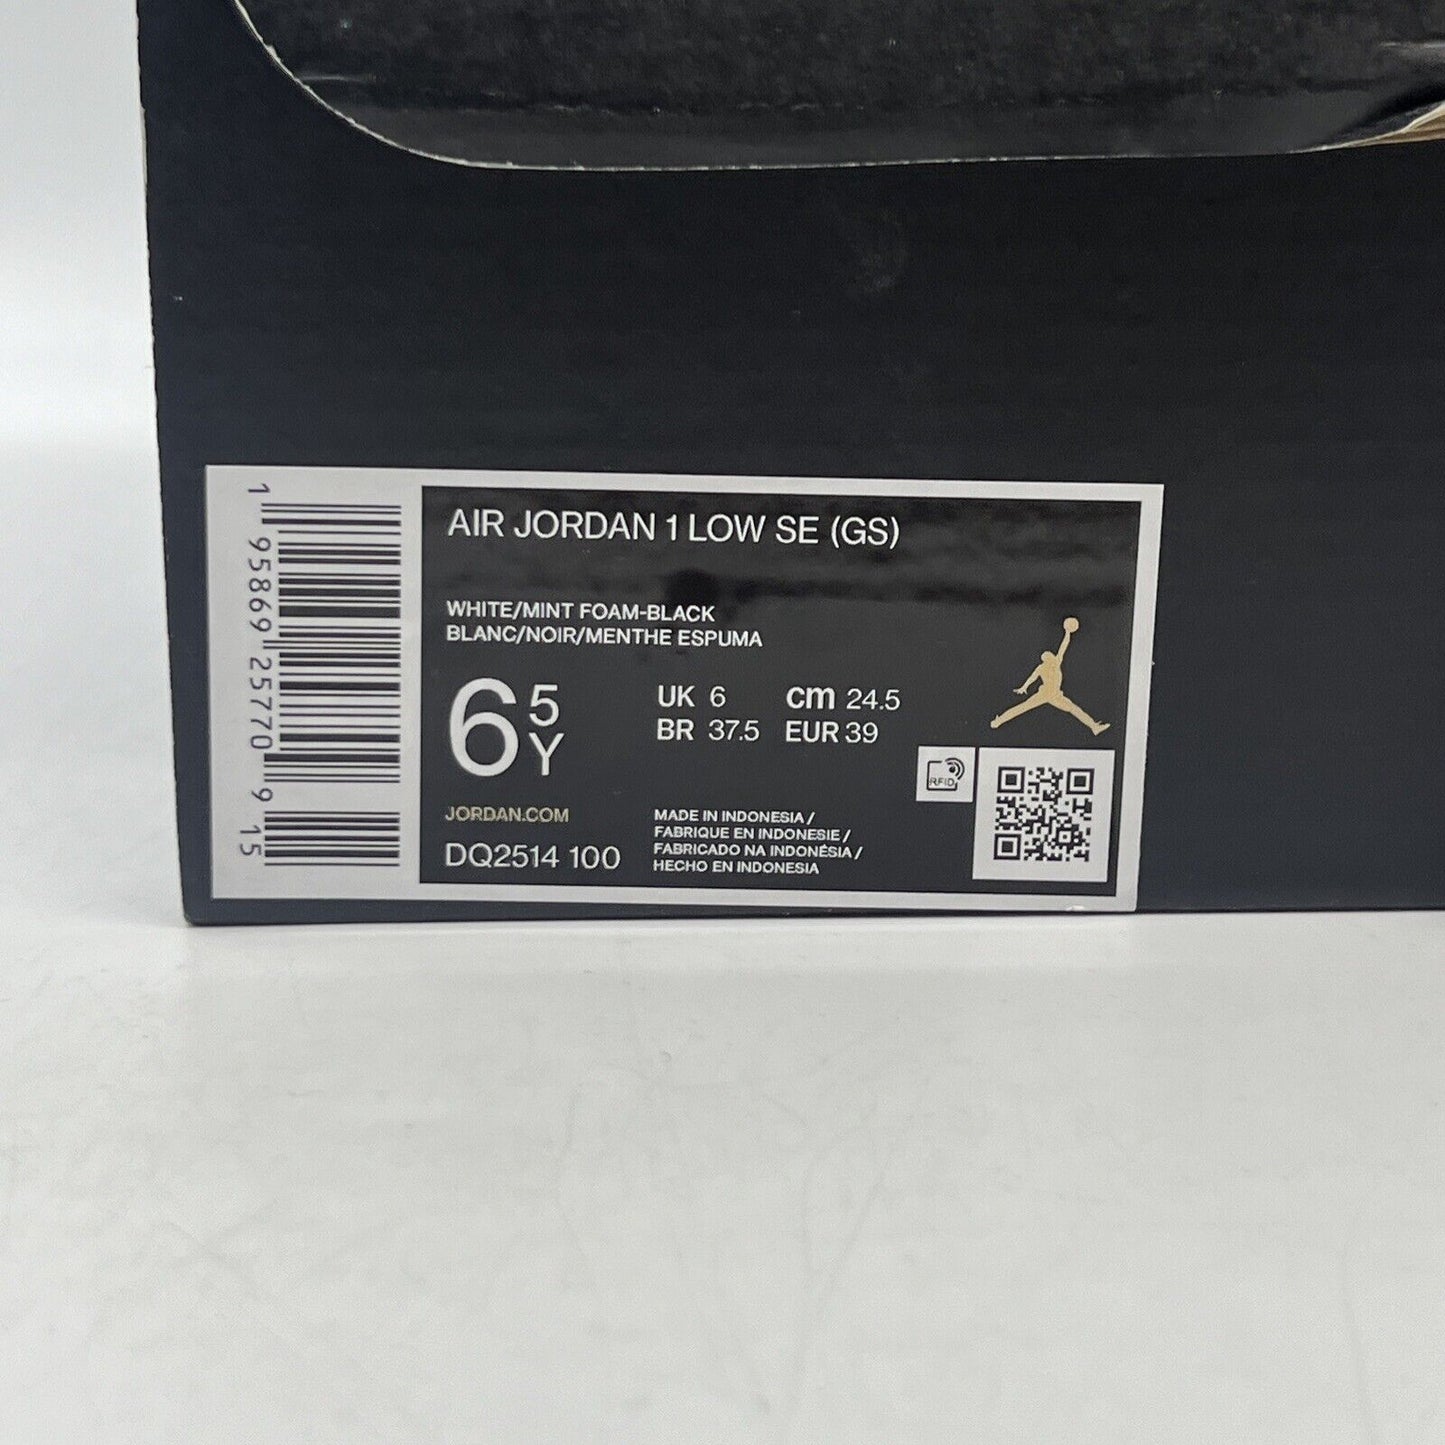 1 95869 25770 9 15
AIR JORDAN 1 LOW SE (GS)
WHITE/MINT FOAM-BLACK
BLANC/NOIR/MENTHE ESPUMA
6 5 Y
UK 6 cm 24.5
BR 37.5 EUR 39
RFID
JORDAN.COM
DQ2514 100
MADE IN INDONESIA /
FABRIQUE EN INDONESIE /
FABRICADO NA INDONÉSIA /
HECHO EN INDONESIA